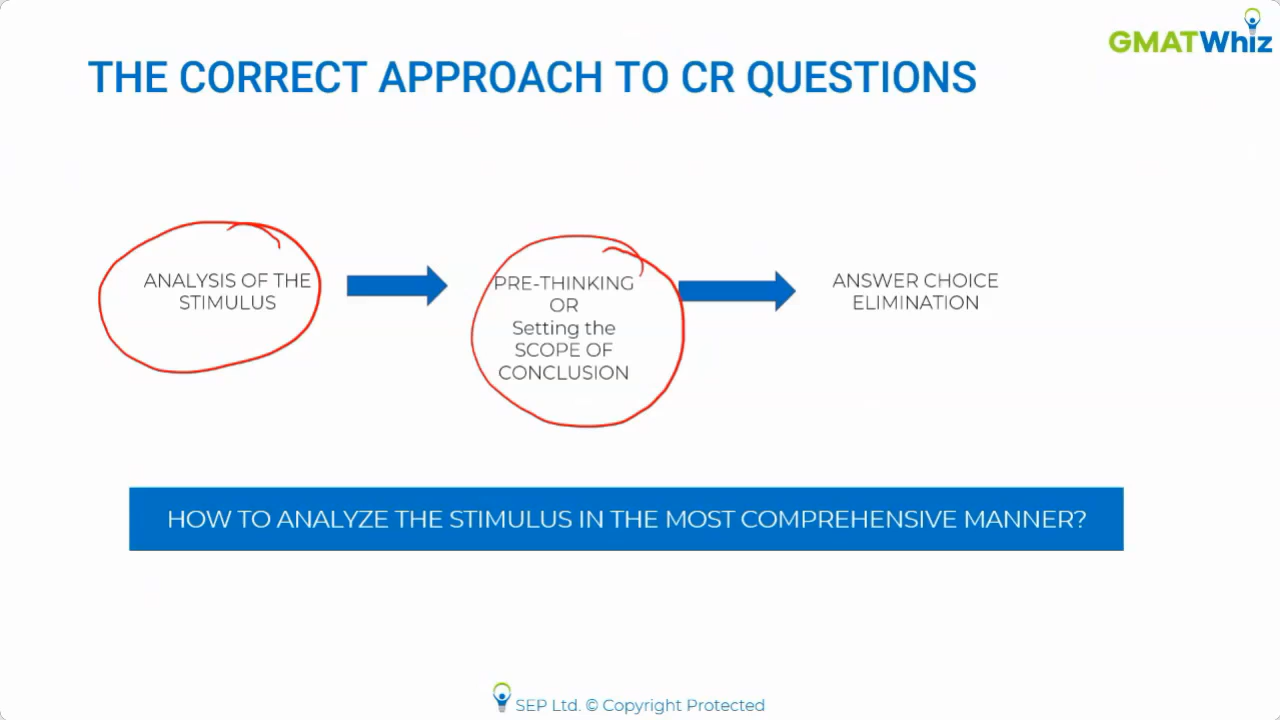 GMATWhiz
THE CORRECT APPROACH TO CR QUESTIONS
ANALYSIS OF THE
STIMULUS
PRE-THINKING
OR
Setting the
SCOPE OF
CONCLUSION
ANSWER CHOICE
ELIMINATION
HOW TO ANALYZE THE STIMULUS IN THE MOST COMPREHENSIVE MANNER?
SEP Ltd. © Copyright Protected